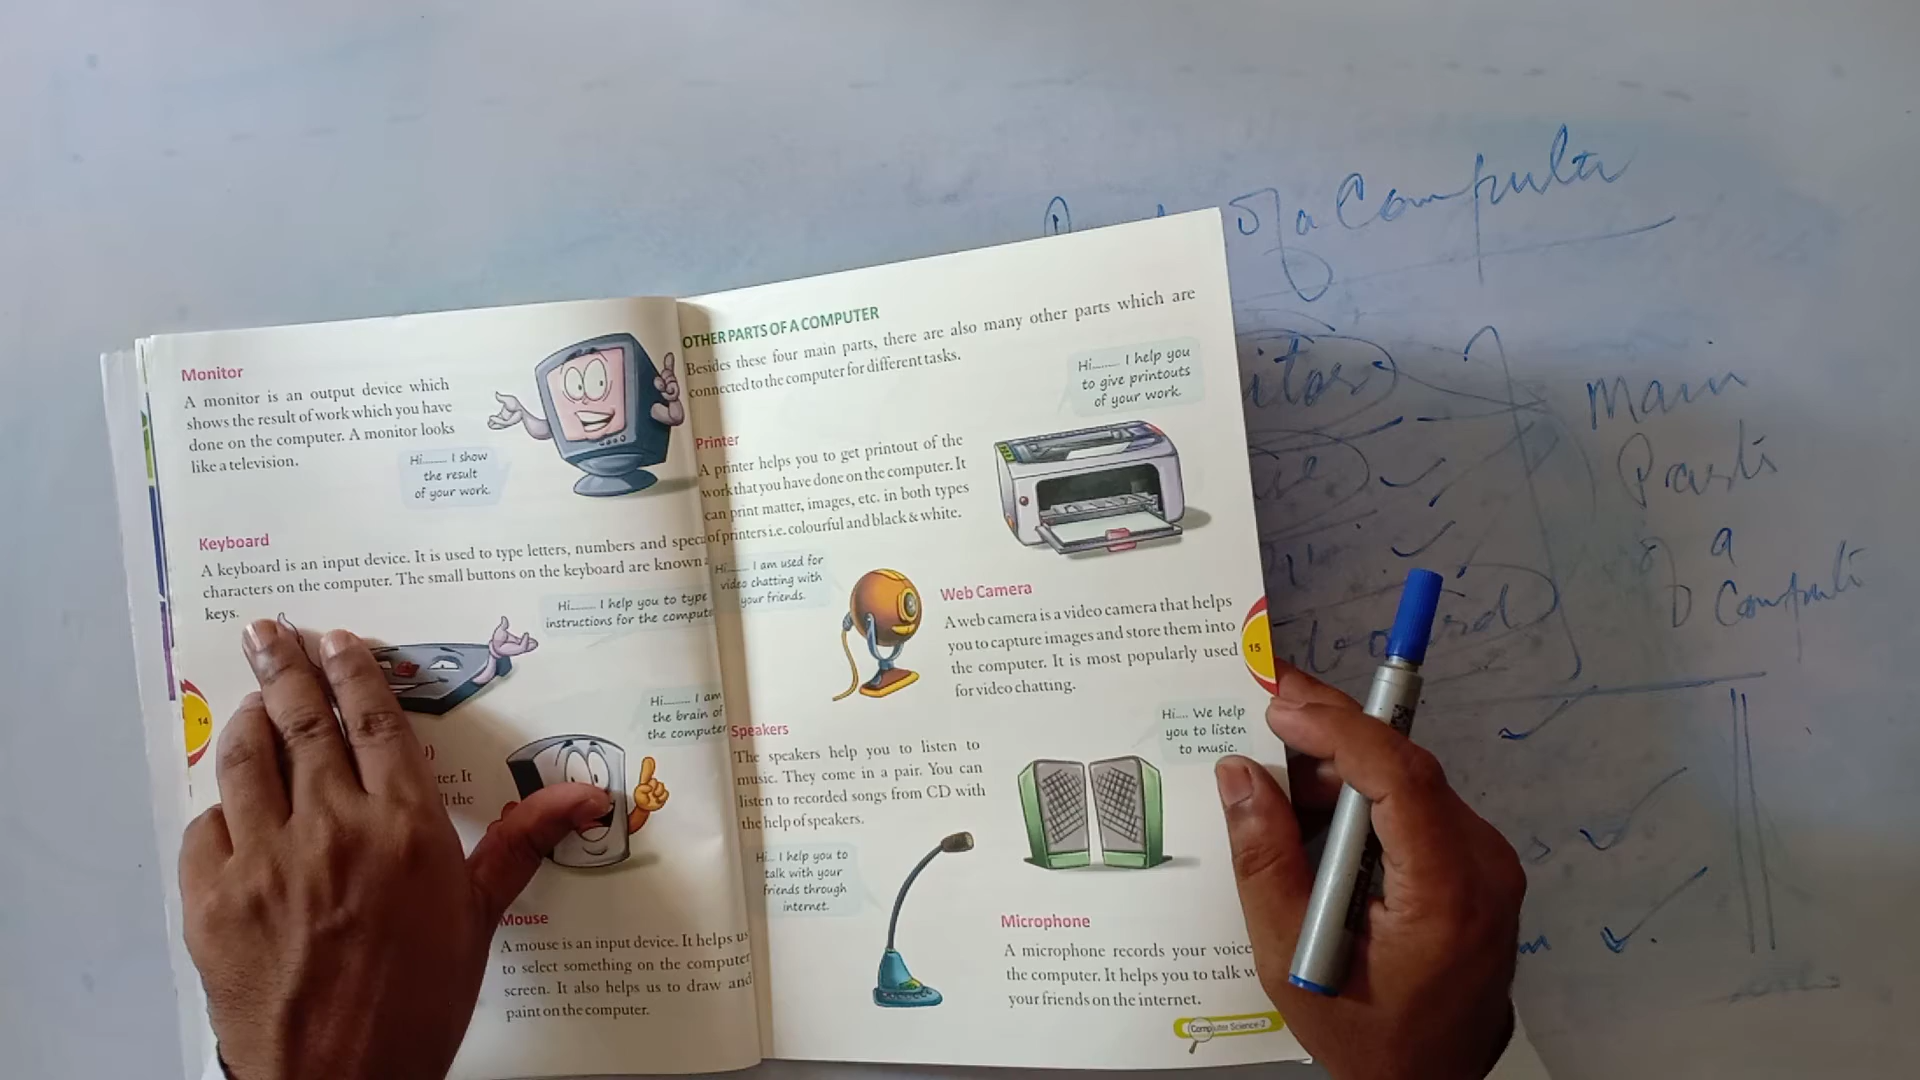 Monitor
A monitor is an output device which
shows the result of work which you have
done on the computer. A monitor looks
like a television.
Hi........ I show
the result
of your work.
Keyboard
A keyboard is an input device. It is used to type letters, numbers and speci
characters on the computer. The small buttons on the keyboard are known
keys.
Hi........ I help you to type
instructions for the compute
Hi......... I am
the brain of
the computer
14
U)
ter. It
l the
Mouse
A mouse is an input device. It helps us
to select something on the computer
screen. It also helps us to draw and
paint on the computer.
OTHER PARTS OF A COMPUTER
Besides these four main parts, there are also many other parts which are
connected to the computer for different tasks.
Hi......... I help you
to give printouts
of your work.
Printer
A printer helps you to get printout of the
work that you have done on the computer. It
can print matter, images, etc. in both types
of printers i.e. colourful and black & white.
Hi........ I am used for
video chatting with
your friends.
Web Camera
A web camera is a video camera that helps
you to capture images and store them into
the computer. It is most popularly used
for video chatting.
15
Speakers
The speakers help you to listen to
music. They come in a pair. You can
listen to recorded songs from CD with
the help of speakers.
Hi.... We help
you to listen
to music.
Hi... I help you to
talk with your
friends through
internet.
Microphone
A microphone records your voice
the computer. It helps you to talk w
your friends on the internet.
Computer Science-2
of a Computer
itor
Main
Parts
of a
Computer